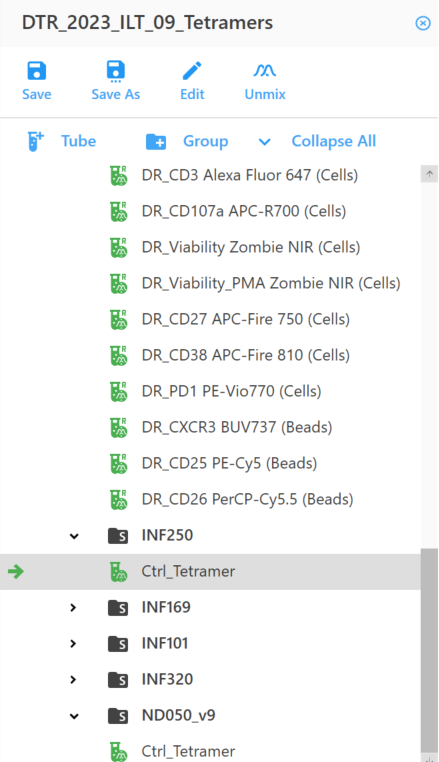 DTR_2023_ILT_09_Tetramers
Save Save As Edit Unmix
Tube Group Collapse All
DR_CD3 Alexa Fluor 647 (Cells)
DR_CD107a APC-R700 (Cells)
DR_Viability Zombie NIR (Cells)
DR_Viability_PMA Zombie NIR (Cells)
DR_CD27 APC-Fire 750 (Cells)
DR_CD38 APC-Fire 810 (Cells)
DR_PD1 PE-Vio770 (Cells)
DR_CXCR3 BUV737 (Beads)
DR_CD25 PE-Cy5 (Beads)
DR_CD26 PerCP-Cy5.5 (Beads)
INF250
Ctrl_Tetramer
INF169
INF101
INF320
ND050_v9
Ctrl_Tetramer